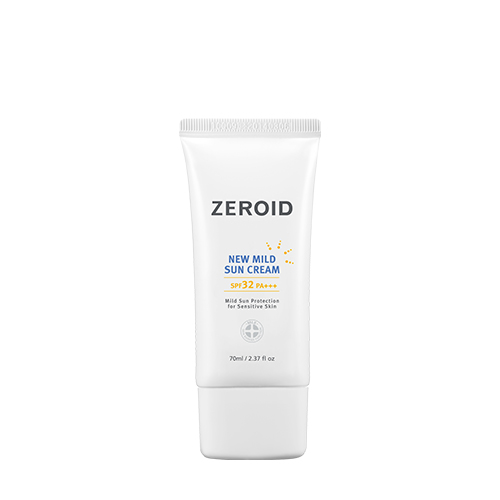 ZEROID
NEW MILD
SUN CREAM
SPF32 PA+++
Mild Sun Protection
for Sensitive Skin
70ml / 2.37 fl oz